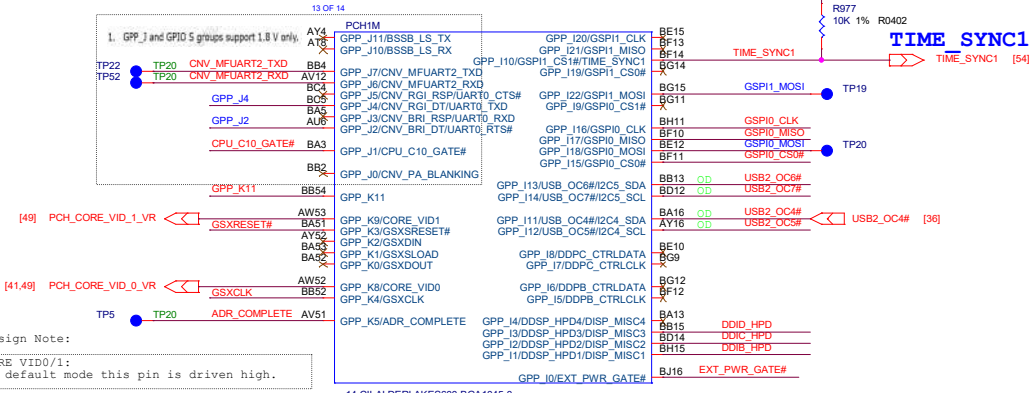 13 OF 14
R977
10K 1% R0402
PCH1M
1. GPP_J and GPIO S groups support 1.8 V only.
TIME_SYNC1
AY4 GPP_J11/BSSB_LS_TX GPP_I20/GSPI1_CLK BE15
AT8 GPP_J10/BSSB_LS_RX GPP_I21/GSPI1_MISO BF13
GPP_I10/GSPI1_CS1#/TIME_SYNC1 BF14 TIME_SYNC1 TIME_SYNC1 [54]
TP22 TP20 CNV_MFUART2_TXD BB4 GPP_J7/CNV_MFUART2_TXD GPP_I19/GSPI1_CS0# BG14
TP52 TP20 CNV_MFUART2_RXD AV12 GPP_J6/CNV_MFUART2_RXD
BC4 GPP_J5/CNV_RGI_RSP/UART0_CTS# GPP_I22/GSPI1_MOSI BG15 GSPI1_MOSI TP19
GPP_J4 BC5 GPP_J4/CNV_RGI_DT/UART0_TXD GPP_I9/GSPI0_CS1# BG11
BA5 GPP_J3/CNV_BRI_RSP/UART0_RXD
GPP_J2 AU6 GPP_J2/CNV_BRI_DT/UART0_RTS# GPP_I16/GSPI0_CLK BH11 GSPI0_CLK
GPP_I17/GSPI0_MISO BF10 GSPI0_MISO
CPU_C10_GATE# BA3 GPP_J1/CPU_C10_GATE# GPP_I18/GSPI0_MOSI BE12 GSPI0_MOSI TP20
GPP_I15/GSPI0_CS0# BF11 GSPI0_CS0#
BB2 GPP_J0/CNV_PA_BLANKING
GPP_I13/USB_OC6#/I2C5_SDA BB13 OD USB2_OC6#
GPP_K11 BB54 GPP_K11 GPP_I14/USB_OC7#/I2C5_SCL BD12 OD USB2_OC7#
[49] PCH_CORE_VID_1_VR AW53 GPP_K9/CORE_VID1 GPP_I11/USB_OC4#/I2C4_SDA BA16 OD USB2_OC4# USB2_OC4# [36]
GSXRESET# BA51 GPP_K3/GSXSRESET# GPP_I12/USB_OC5#/I2C4_SCL AY16 OD USB2_OC5#
AY52 GPP_K2/GSXDIN
BA53 GPP_K1/GSXSLOAD GPP_I8/DDPC_CTRLDATA BE10
BA52 GPP_K0/GSXDOUT GPP_I7/DDPC_CTRLCLK BG9
[41,49] PCH_CORE_VID_0_VR AW52 GPP_K8/CORE_VID0 GPP_I6/DDPB_CTRLDATA BG12
GSXCLK BB52 GPP_K4/GSXCLK GPP_I5/DDPB_CTRLCLK BF12
TP5 TP20 ADR_COMPLETE AV51 GPP_K5/ADR_COMPLETE GPP_I4/DDSP_HPD4/DISP_MISC4 BA13
GPP_I3/DDSP_HPD3/DISP_MISC3 BB15 DDID_HPD
GPP_I2/DDSP_HPD2/DISP_MISC2 BD14 DDIC_HPD
GPP_I1/DDSP_HPD1/DISP_MISC1 BH15 DDIB_HPD
sign Note:
RE VID0/1:
default mode this pin is driven high.
GPP_I0/EXT_PWR_GATE# BJ16 EXT_PWR_GATE#